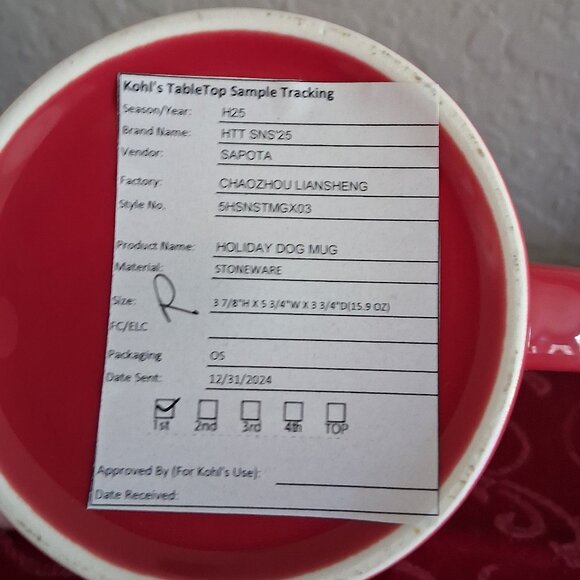 Kohl's TableTop Sample Tracking
Season/Year: H25
Brand Name: HTT SNS'25
Vendor: SAPOTA
Factory: CHAOZHOU LIANSHENG
Style No. 5HSNSTMGX03
Product Name: HOLIDAY DOG MUG
Material: STONEWARE
Size: R 3 7/8"H X 5 3/4"W X 3 3/4"D(15.9 OZ)
FC/ELC
Packaging OS
Date Sent: 12/31/2024
1st 2nd 3rd 4th TOP
Approved By (For Kohl's Use):
Date Received: